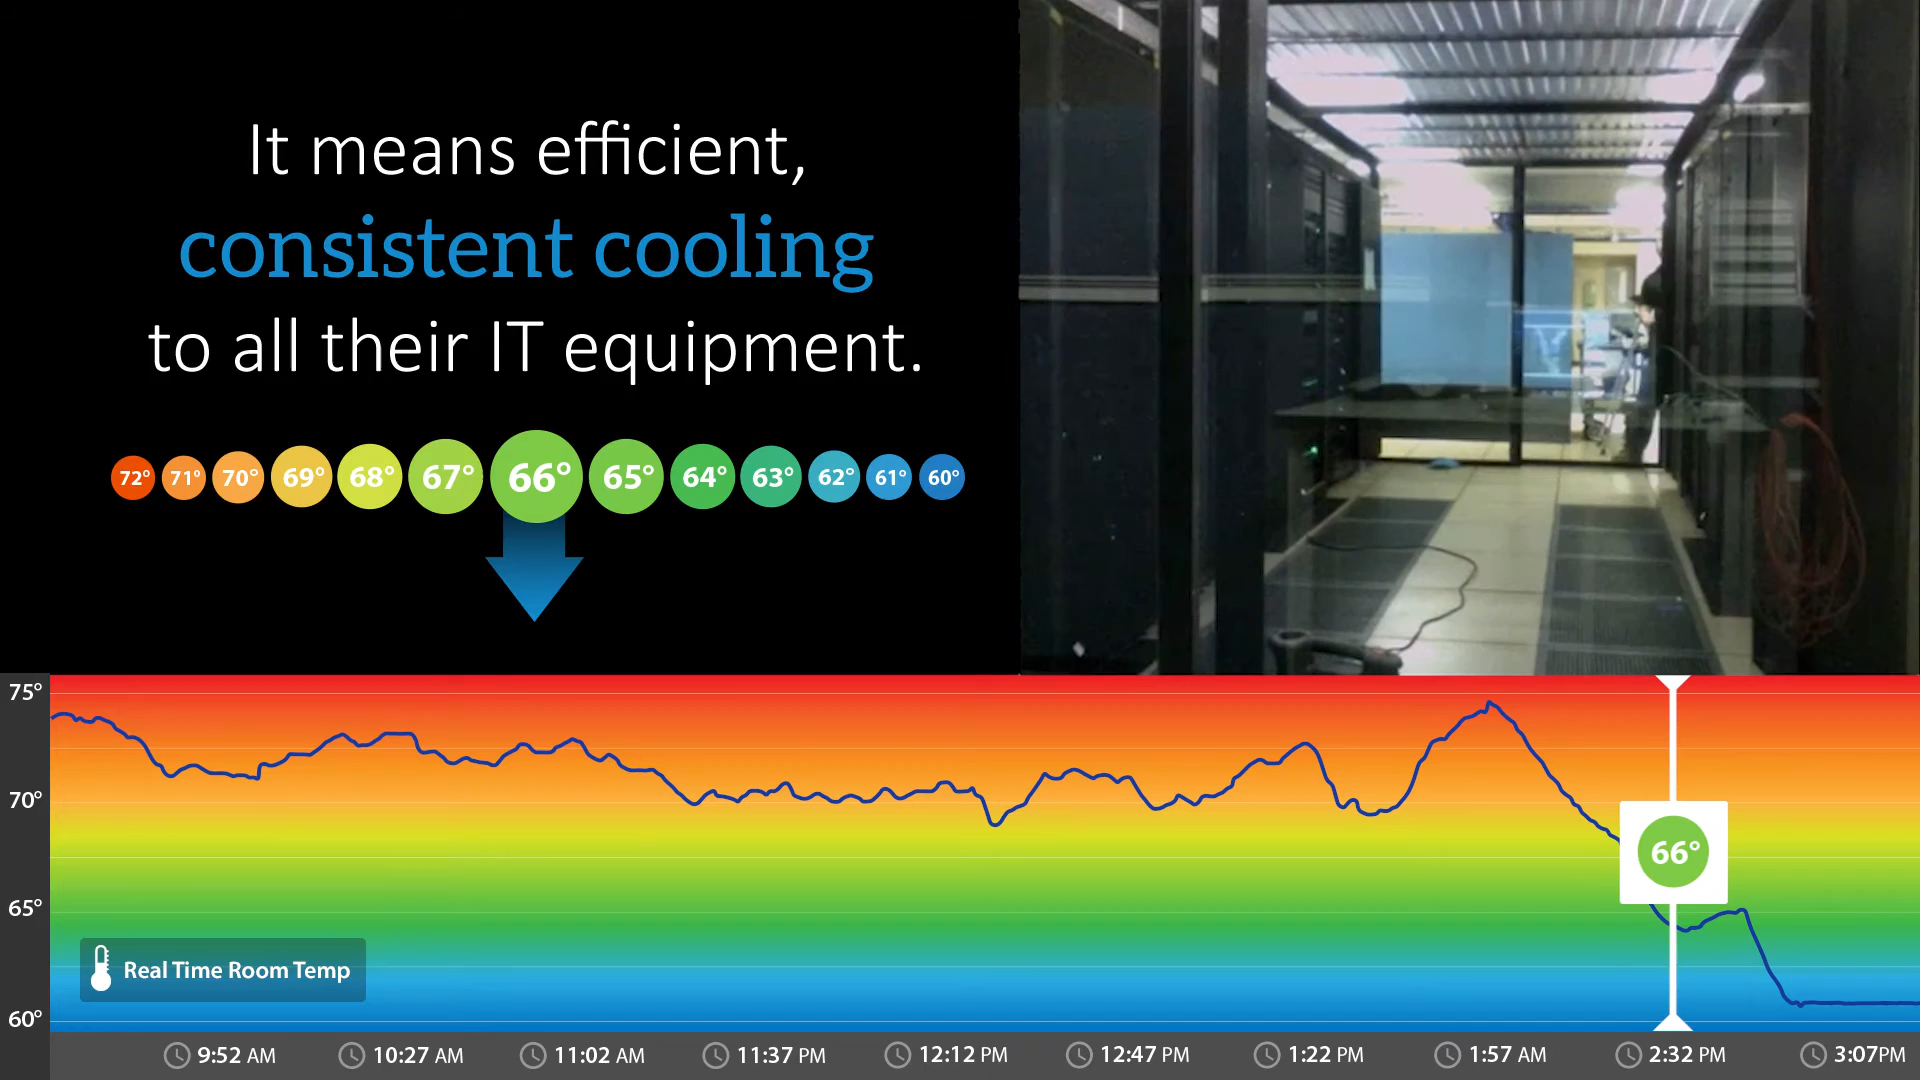 It means efficient,
consistent cooling
to all their IT equipment.
72° 71° 70° 69° 68° 67° 66° 65° 64° 63° 62° 61° 60°
75°
70°
66°
65°
Real Time Room Temp
60°
9:52 AM 10:27 AM 11:02 AM 11:37 PM 12:12 PM 12:47 PM 1:22 PM 1:57 AM 2:32 PM 3:07PM